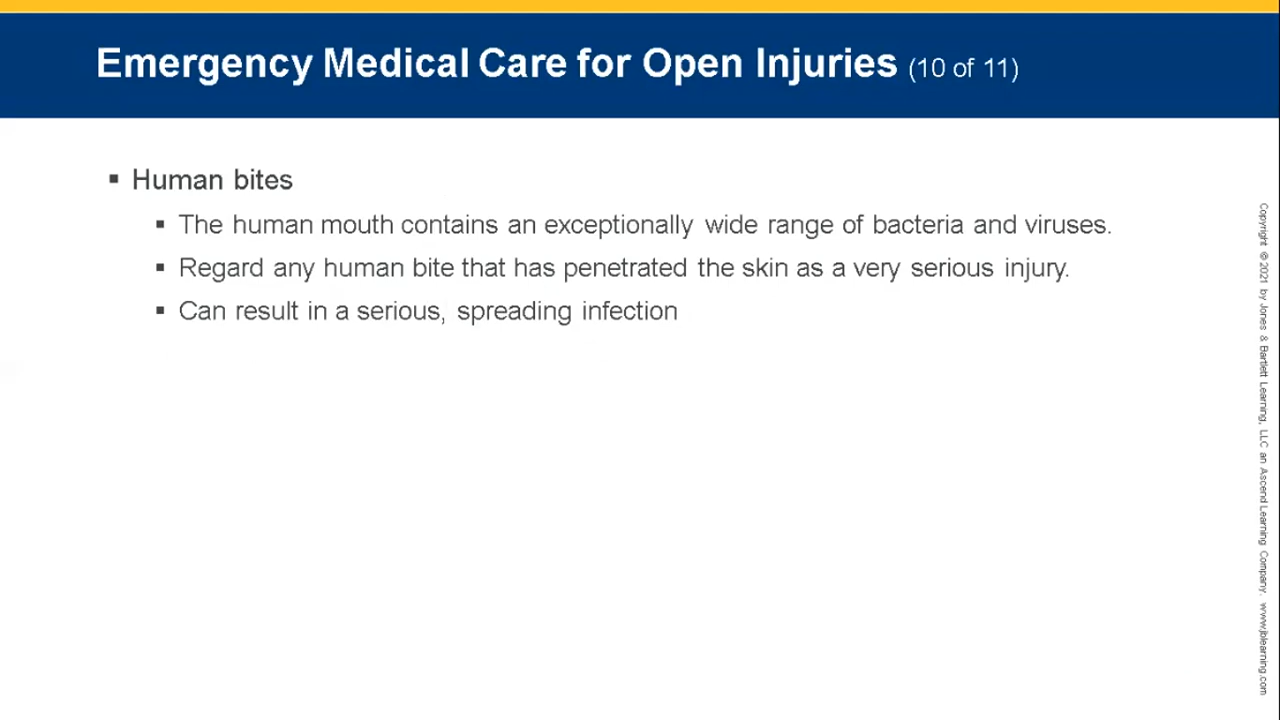 Emergency Medical Care for Open Injuries (10 of 11)
▪ Human bites
▪ The human mouth contains an exceptionally wide range of bacteria and viruses.
▪ Regard any human bite that has penetrated the skin as a very serious injury.
▪ Can result in a serious, spreading infection
Copyright © 2021 by Jones & Bartlett Learning, LLC an Ascend Learning Company. www.jblearning.com